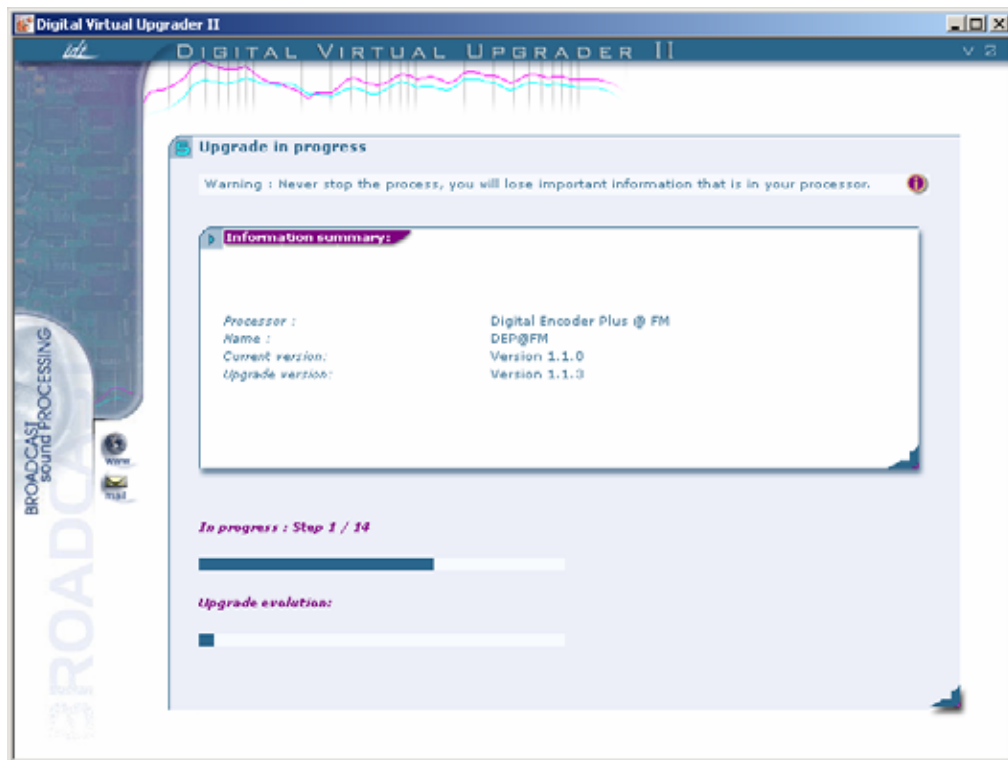 Digital Virtual Upgrader II
idt
DIGITAL VIRTUAL UPGRADER II
V 2
Upgrade in progress
Warning : Never stop the process, you will lose important information that is in your processor.
Information summary:
Processor : Digital Encoder Plus @ FM
Name : DEP@FM
Current version: Version 1.1.0
Upgrade version: Version 1.1.3
BROADCAST
sound PROCESSING
www
mail
BROADCAST
In progress : Step 1 / 14
Upgrade evolution: